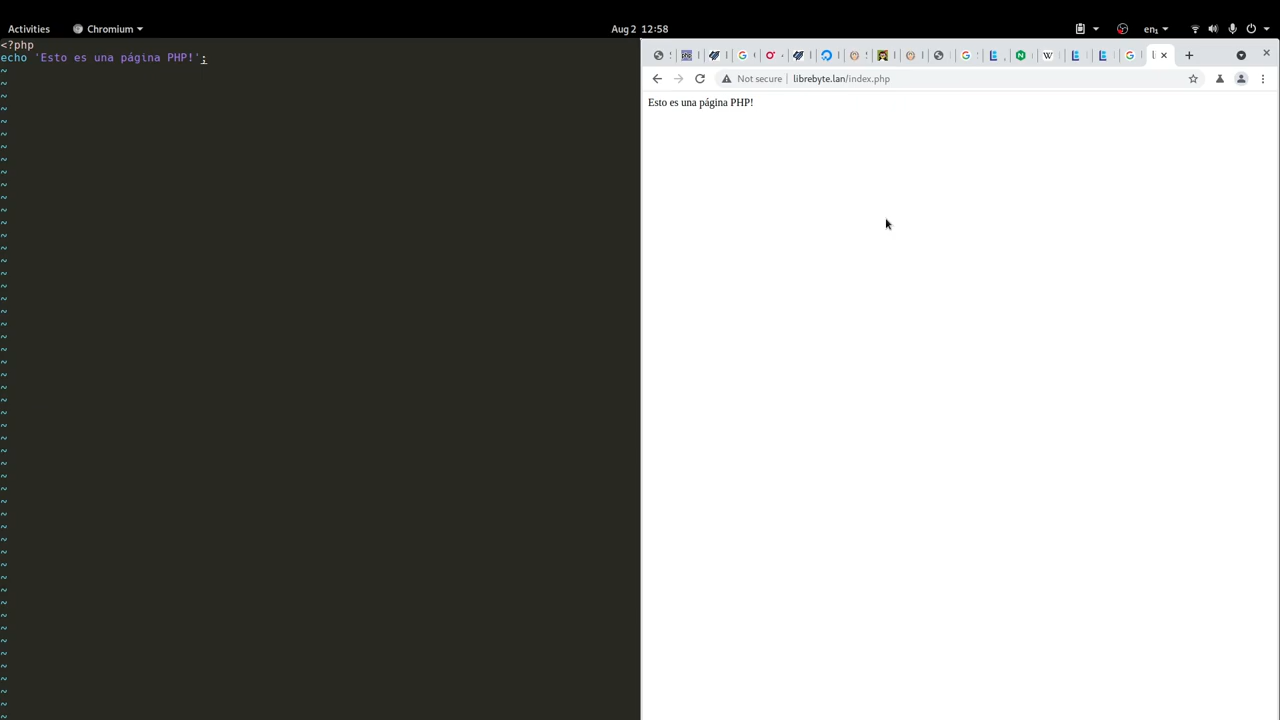 Activities
Chromium
Aug 2 12:58
en₁
<?php
echo 'Esto es una página PHP!';
Not secure
librebyte.lan/index.php
Esto es una página PHP!